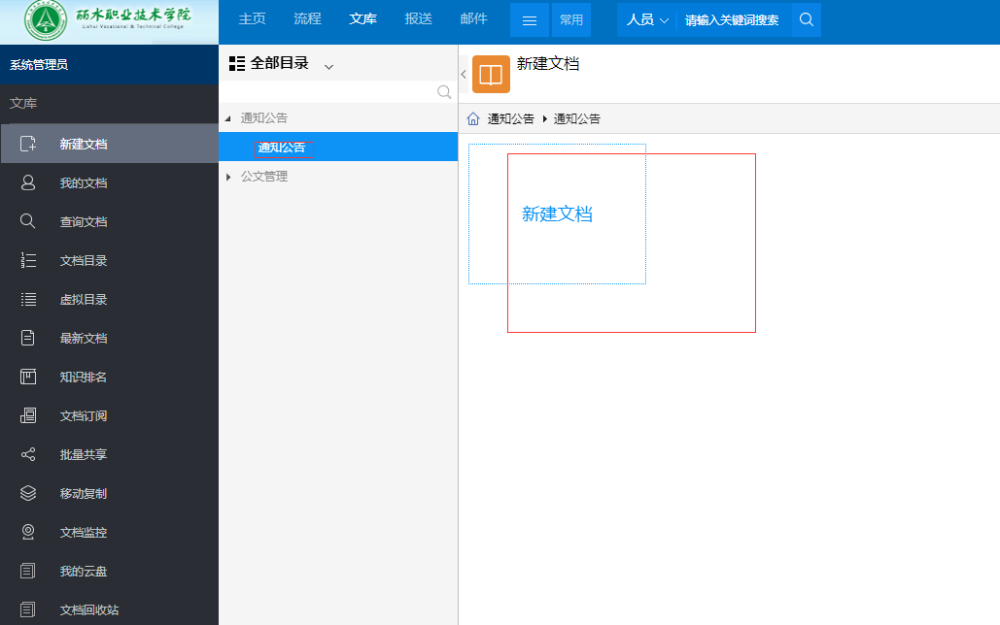 丽水职业技术学院
Lishui Vocational & Technical College
主页 流程 文库 报送 邮件 常用 人员 请输入关键词搜索
系统管理员
文库
新建文档
我的文档
查询文档
文档目录
虚拟目录
最新文档
知识排名
文档订阅
批量共享
移动复制
文档监控
我的云盘
文档回收站
全部目录
通知公告
通知公告
公文管理
新建文档
通知公告 通知公告
新建文档